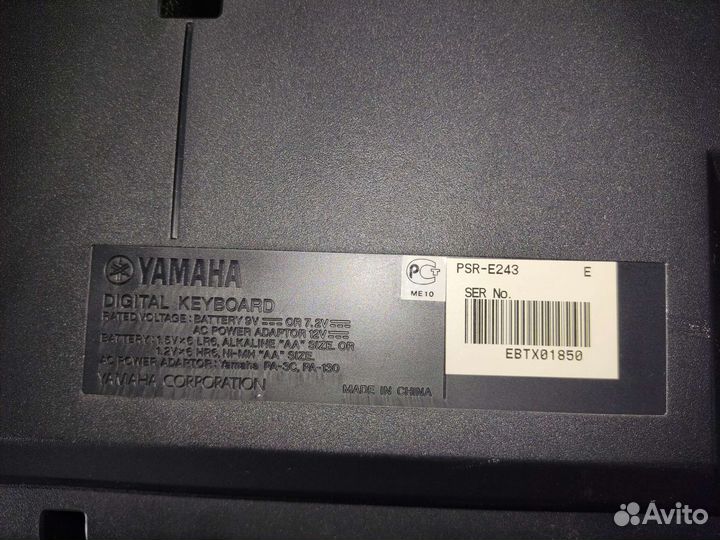 YAMAHA
DIGITAL KEYBOARD
RATED VOLTAGE : BATTERY 9V OR 7.2V
AC POWER ADAPTOR 12V
BATTERY : 1.5V×6 LR6, ALKALINE "AA" SIZE, OR
1.2V×6 HR6, Ni-MH "AA" SIZE
AC POWER ADAPTOR : Yamaha PA-3C, PA-130
YAMAHA CORPORATION
MADE IN CHINA
РСТ
ME10
PSR-E243 E
SER No.
EBTX01850
Avito